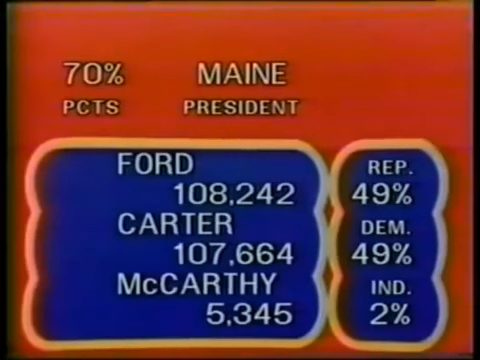 70% MAINE
PCTS PRESIDENT
FORD REP.
108,242 49%
CARTER DEM.
107,664 49%
McCARTHY IND.
5,345 2%